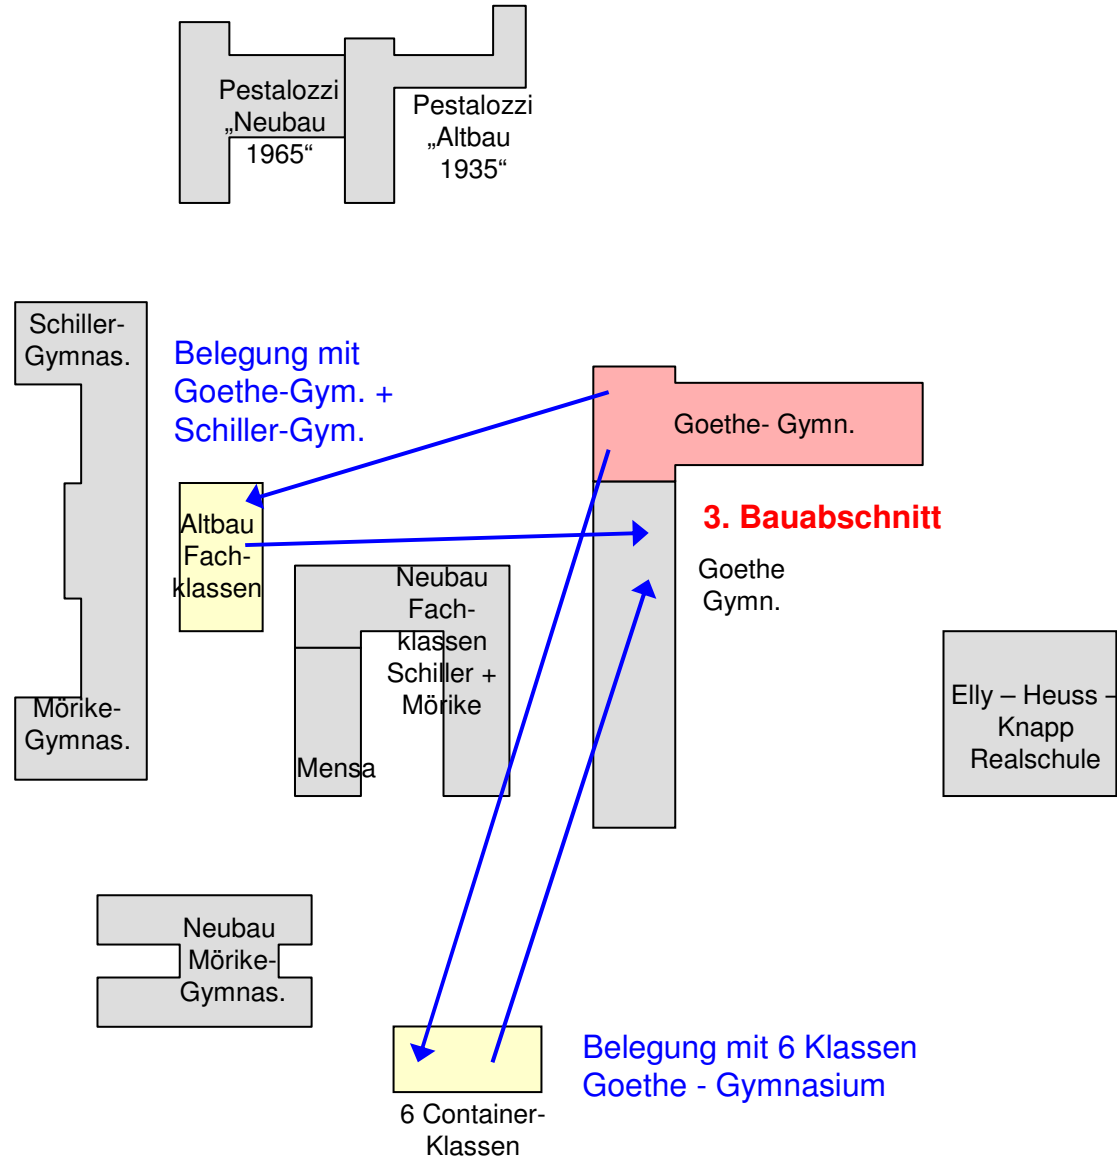 Pestalozzi
„Neubau
1965“
Pestalozzi
„Altbau
1935“
Schiller-
Gymnas.
Belegung mit
Goethe-Gym. +
Schiller-Gym.
Goethe- Gymn.
Altbau
Fach-
klassen
3. Bauabschnitt
Goethe
Gymn.
Neubau
Fach-
klassen
Schiller +
Mörike
Mensa
Mörike-
Gymnas.
Elly – Heuss –
Knapp
Realschule
Neubau
Mörike-
Gymnas.
Belegung mit 6 Klassen
Goethe - Gymnasium
6 Container-
Klassen